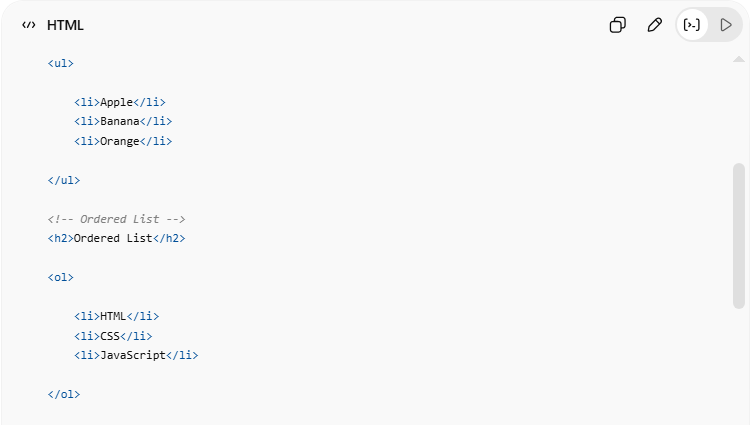 HTML
<ul>
<li>Apple</li>
<li>Banana</li>
<li>Orange</li>
</ul>
<!-- Ordered List -->
<h2>Ordered List</h2>
<ol>
<li>HTML</li>
<li>CSS</li>
<li>JavaScript</li>
</ol>